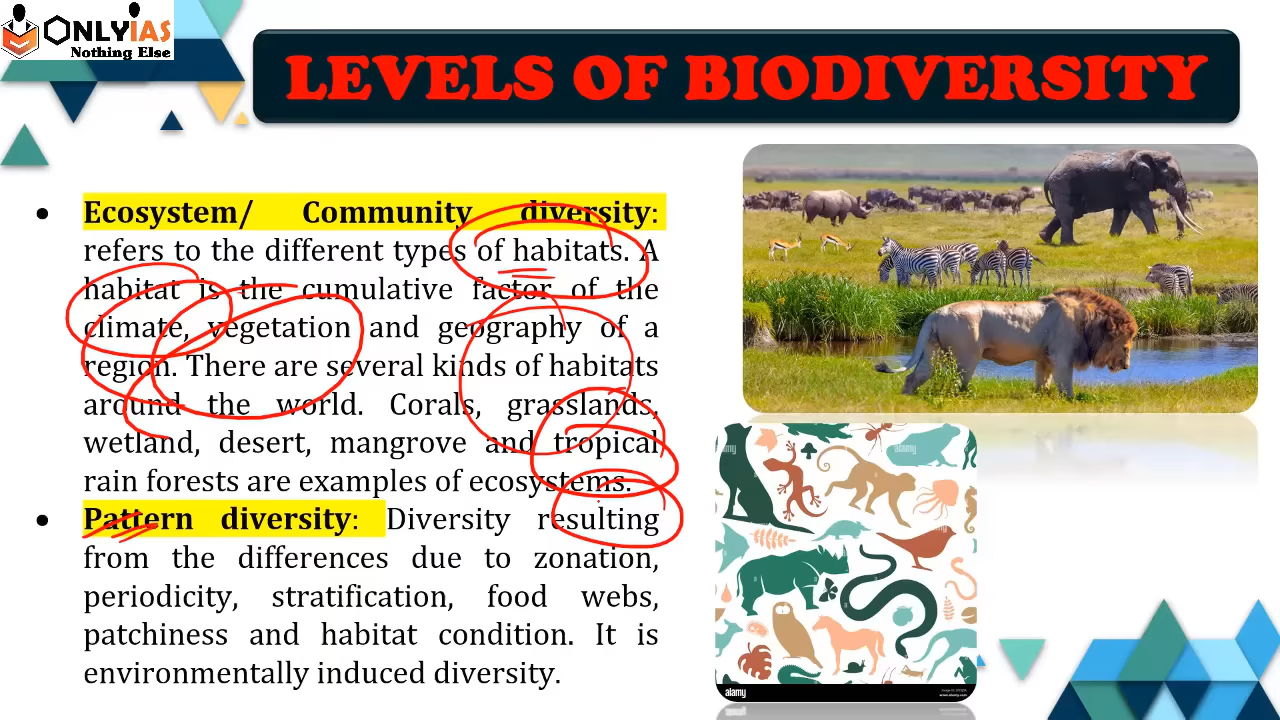 ONLYIAS
Nothing Else
LEVELS OF BIODIVERSITY
• Ecosystem/ Community diversity:
refers to the different types of habitats. A
habitat is the cumulative factor of the
climate, vegetation and geography of a
region. There are several kinds of habitats
around the world. Corals, grasslands,
wetland, desert, mangrove and tropical
rain forests are examples of ecosystems.
• Pattern diversity: Diversity resulting
from the differences due to zonation,
periodicity, stratification, food webs,
patchiness and habitat condition. It is
environmentally induced diversity.
alamy
alamy
alamy